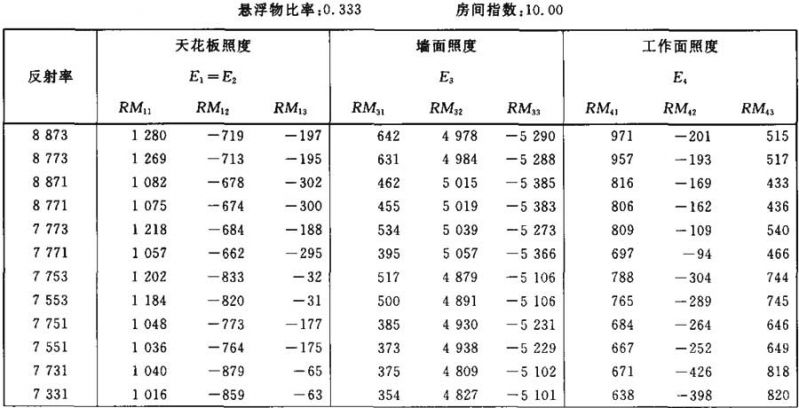 悬浮物比率:0.333 房间指数:10.00
反射率 天花板照度 墙面照度 工作面照度
E₁=E₂ E₃ E₄
RM₁₁ RM₁₂ RM₁₃ RM₃₁ RM₃₂ RM₃₃ RM₄₁ RM₄₂ RM₄₃
8 873 1 280 −719 −197 642 4 978 −5 290 971 −201 515
8 773 1 269 −713 −195 631 4 984 −5 288 957 −193 517
8 871 1 082 −678 −302 462 5 015 −5 385 816 −169 433
8 771 1 075 −674 −300 455 5 019 −5 383 806 −162 436
7 773 1 218 −684 −188 534 5 039 −5 273 809 −109 540
7 771 1 057 −662 −295 395 5 057 −5 366 697 −94 466
7 753 1 202 −833 −32 517 4 879 −5 106 788 −304 744
7 553 1 184 −820 −31 500 4 891 −5 106 765 −289 745
7 751 1 048 −773 −177 385 4 930 −5 231 684 −264 646
7 551 1 036 −764 −175 373 4 938 −5 229 667 −252 649
7 731 1 040 −879 −65 375 4 809 −5 102 671 −426 818
7 331 1 016 −859 −63 354 4 827 −5 101 638 −398 820